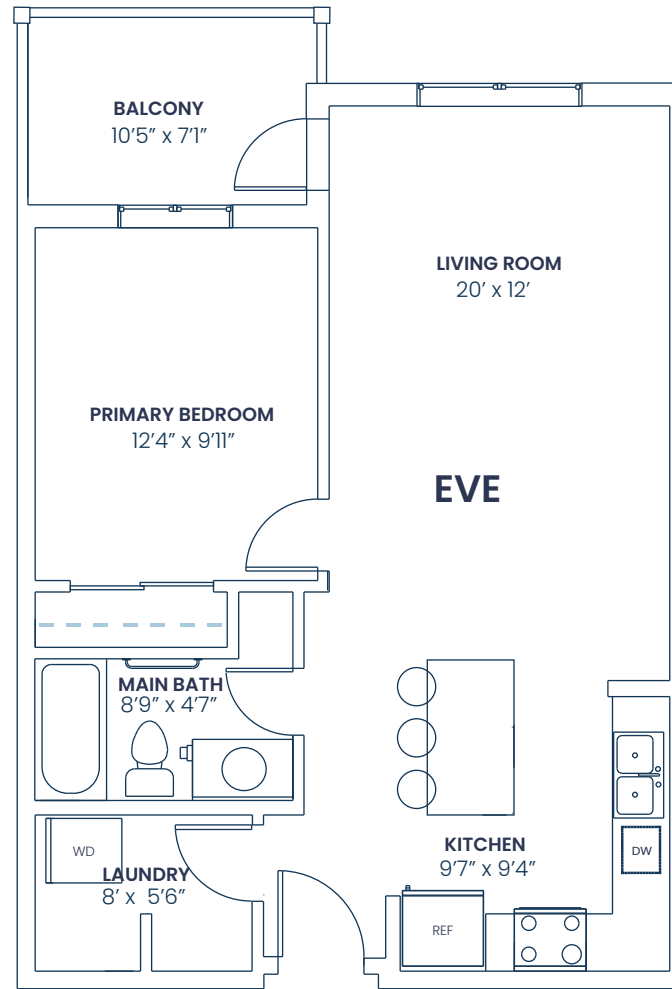 BALCONY
10’5” x 7’1”
LIVING ROOM
20’ x 12’
PRIMARY BEDROOM
12’4” x 9’11”
EVE
MAIN BATH
8’9” x 4’7”
KITCHEN
9’7” x 9’4”
DW
WD
LAUNDRY
8’ x 5’6”
REF